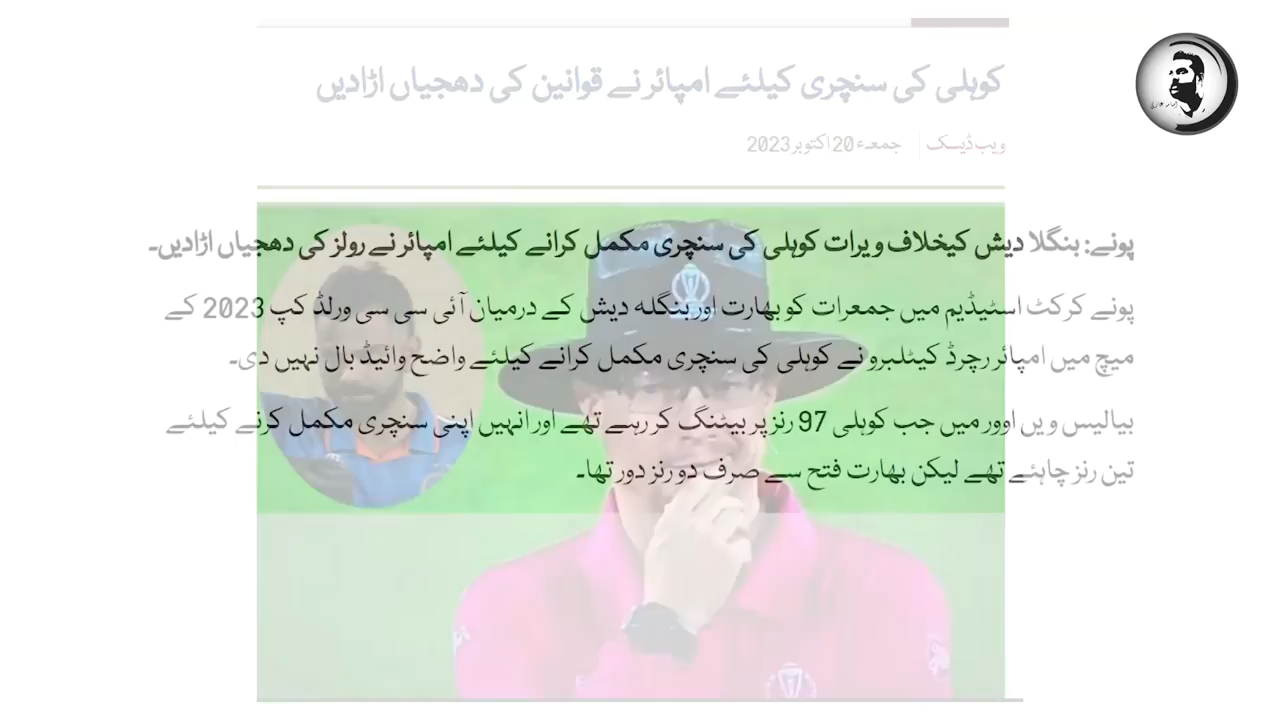 کوہلی کی سنچری کیلئے امپائر نے قوانین کی دھجیاں اڑادیں
ویب ڈیسک | جمعہ 20 اکتوبر 2023
پونے: بنگلا دیش کیخلاف ویرات کوہلی کی سنچری مکمل کرانے کیلئے امپائر نے رولز کی دھجیاں اڑادیں۔
پونے کرکٹ اسٹیڈیم میں جمعرات کو بھارت اور بنگلہ دیش کے درمیان آئی سی سی ورلڈ کپ 2023 کے
میچ میں امپائر رچرڈ کیٹلبرو نے کوہلی کی سنچری مکمل کرانے کیلئے واضح وائیڈ بال نہیں دی۔
بیالیس ویں اوور میں جب کوہلی 97 رنز پر بیٹنگ کر رہے تھے اور انہیں اپنی سنچری مکمل کرنے کیلئے
تین رنز چاہئے تھے لیکن بھارت فتح سے صرف دو رنز دور تھا۔